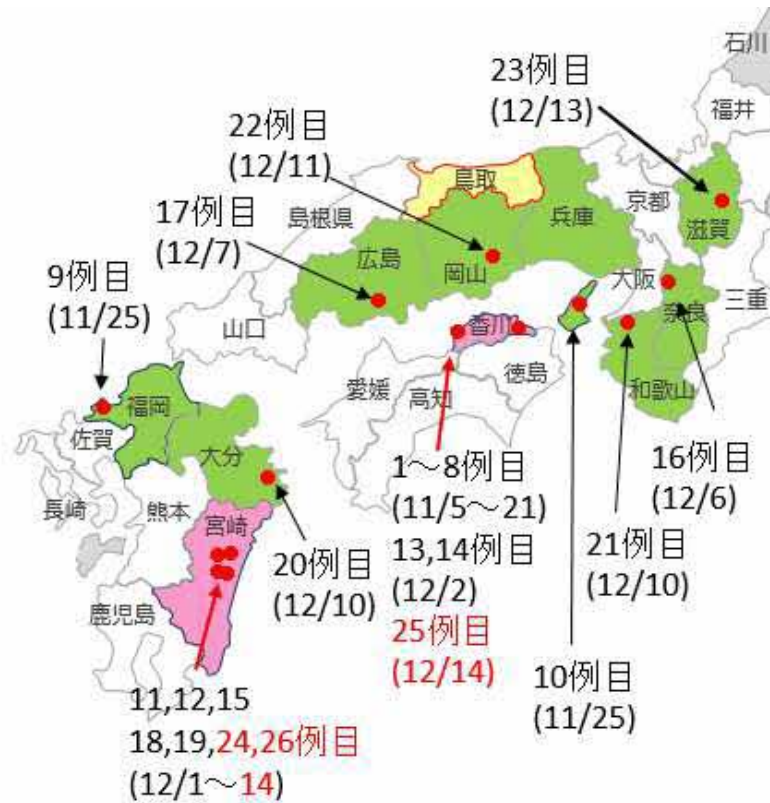 石川
23例目
(12/13)
福井
22例目
(12/11)
鳥取
京都
兵庫
滋賀
17例目
(12/7)
島根県
広島
岡山
大阪
9例目
(11/25)
三重
奈良
山口
香川
徳島
愛媛
高知
和歌山
福岡
佐賀
大分
1～8例目
(11/5～21)
13,14例目
(12/2)
25例目
(12/14)
16例目
(12/6)
長崎
熊本
宮崎
20例目
(12/10)
21例目
(12/10)
鹿児島
10例目
(11/25)
11,12,15
18,19,24,26例目
(12/1～14)